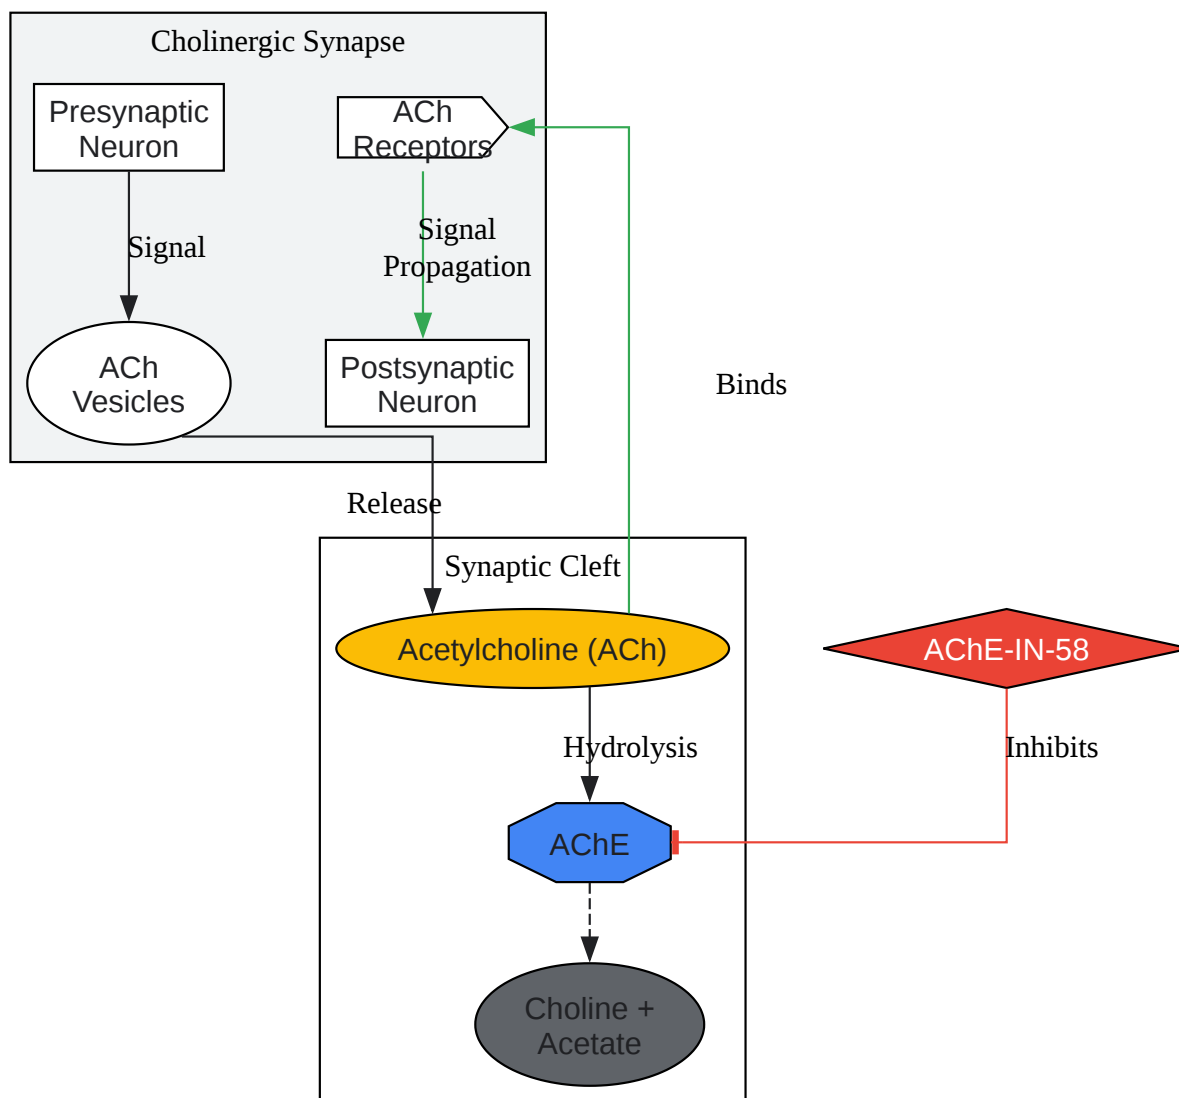 Cholinergic Synapse
Presynaptic
Neuron
ACh
Receptors
Signal
Signal
Propagation
ACh
Vesicles
Postsynaptic
Neuron
Binds
Release
Synaptic Cleft
Acetylcholine (ACh)
AChE-IN-58
Hydrolysis
Inhibits
AChE
Choline +
Acetate